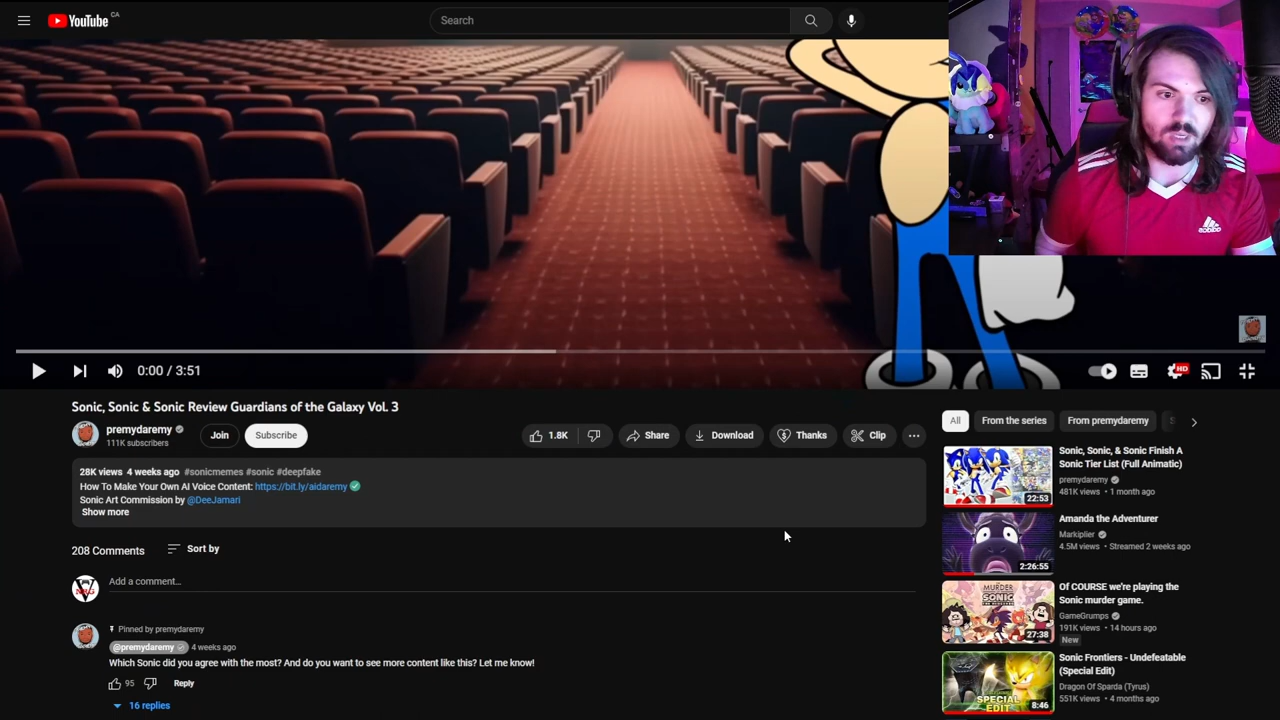 YouTube CA
Search
0:00 / 3:51
HD
Sonic, Sonic & Sonic Review Guardians of the Galaxy Vol. 3
premydaremy
111K subscribers
Join
Subscribe
1.8K
Share
Download
Thanks
Clip
28K views 4 weeks ago #sonicmemes #sonic #deepfake
How To Make Your Own AI Voice Content: https://bit.ly/aidaremy
Sonic Art Commission by @DeeJamari
Show more
208 Comments
Sort by
Add a comment...
Pinned by premydaremy
@premydaremy 4 weeks ago
Which Sonic did you agree with the most? And do you want to see more content like this? Let me know!
95
Reply
16 replies
All
From the series
From premydaremy
Sonic, Sonic, & Sonic Finish A
Sonic Tier List (Full Animatic)
premydaremy
481K views • 1 month ago
22:53
Amanda the Adventurer
Markiplier
4.5M views • Streamed 2 weeks ago
2:26:55
Of COURSE we're playing the
Sonic murder game.
GameGrumps
191K views • 14 hours ago
New
MURDER
SONIC
27:38
Sonic Frontiers - Undefeatable
(Special Edit)
Dragon Of Sparda (Tyrus)
551K views • 4 months ago
SPECIAL
EDIT
8:46